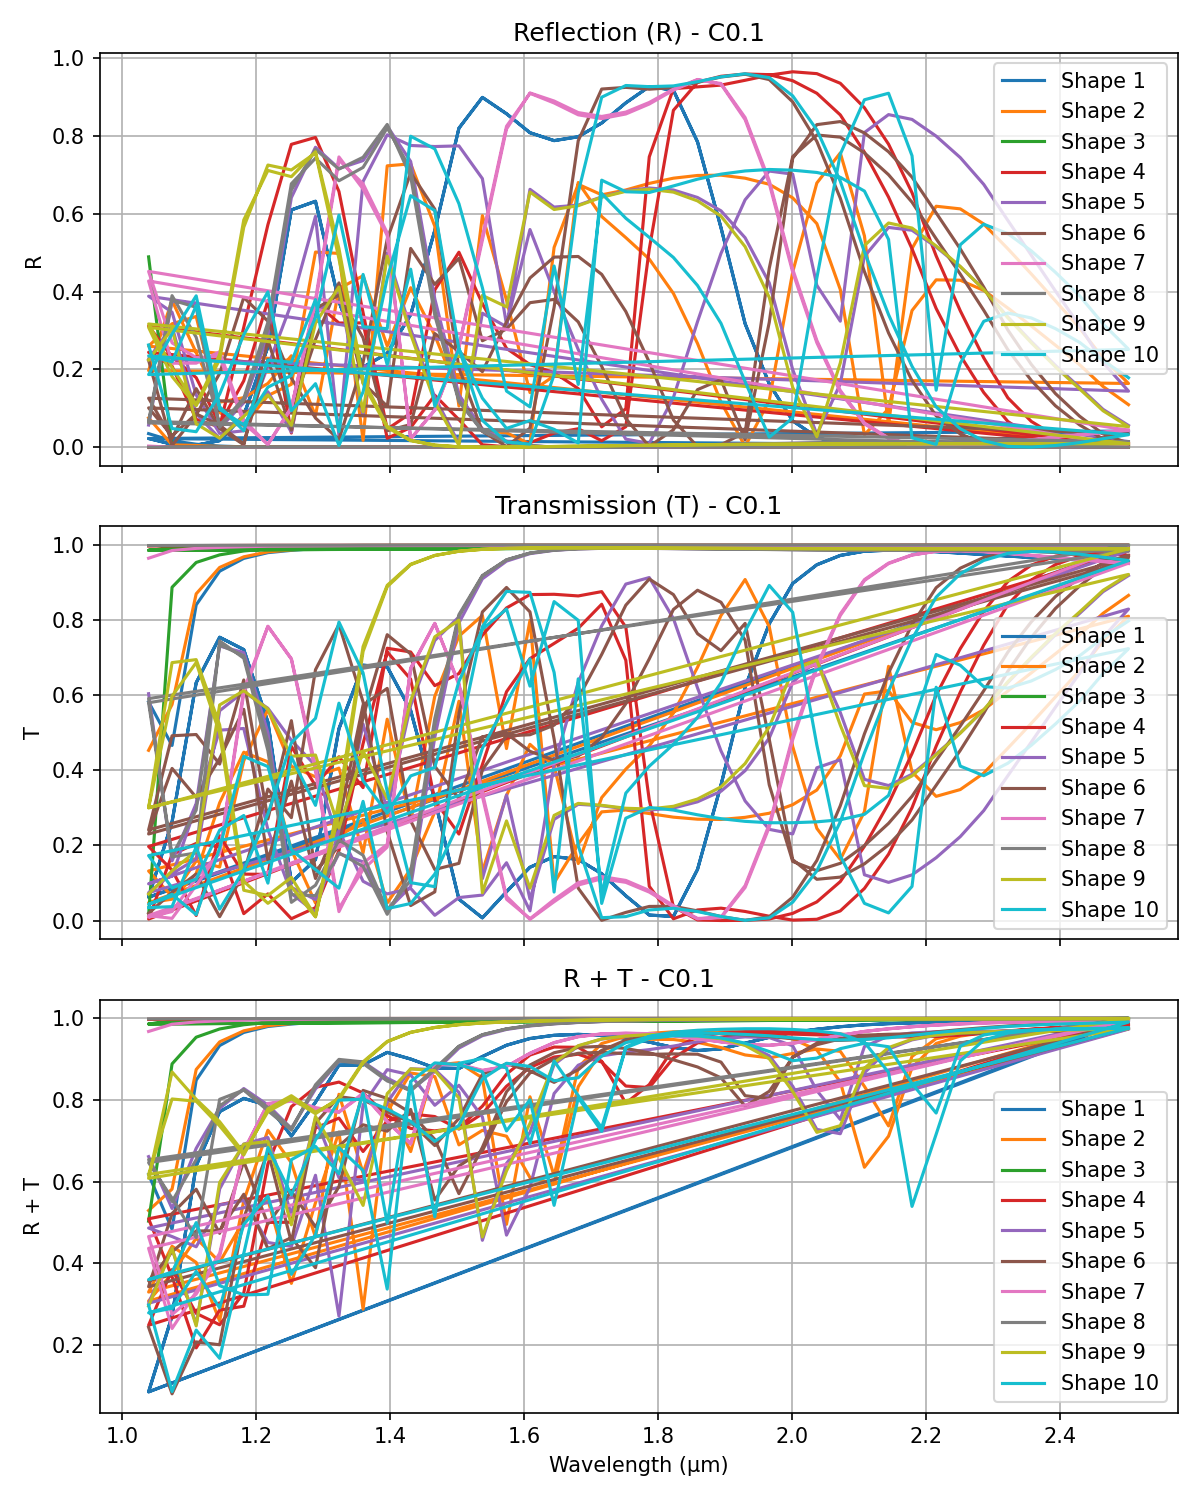 Reflection (R) - C0.1
1.0
0.8
0.6
0.4
0.2
0.0
R
Shape 1
Shape 2
Shape 3
Shape 4
Shape 5
Shape 6
Shape 7
Shape 8
Shape 9
Shape 10
Transmission (T) - C0.1
1.0
0.8
0.6
0.4
0.2
0.0
T
Shape 1
Shape 2
Shape 3
Shape 4
Shape 5
Shape 6
Shape 7
Shape 8
Shape 9
Shape 10
R + T - C0.1
1.0
0.8
0.6
0.4
0.2
R + T
Shape 1
Shape 2
Shape 3
Shape 4
Shape 5
Shape 6
Shape 7
Shape 8
Shape 9
Shape 10
1.0 1.2 1.4 1.6 1.8 2.0 2.2 2.4
Wavelength (μm)